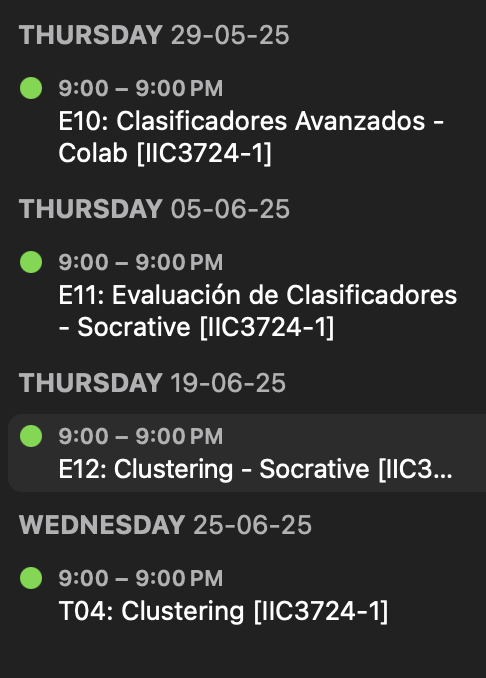 THURSDAY 29-05-25
9:00 – 9:00 PM
E10: Clasificadores Avanzados -
Colab [IIC3724-1]
THURSDAY 05-06-25
9:00 – 9:00 PM
E11: Evaluación de Clasificadores
- Socrative [IIC3724-1]
THURSDAY 19-06-25
9:00 – 9:00 PM
E12: Clustering - Socrative [IIC3...
WEDNESDAY 25-06-25
9:00 – 9:00 PM
T04: Clustering [IIC3724-1]